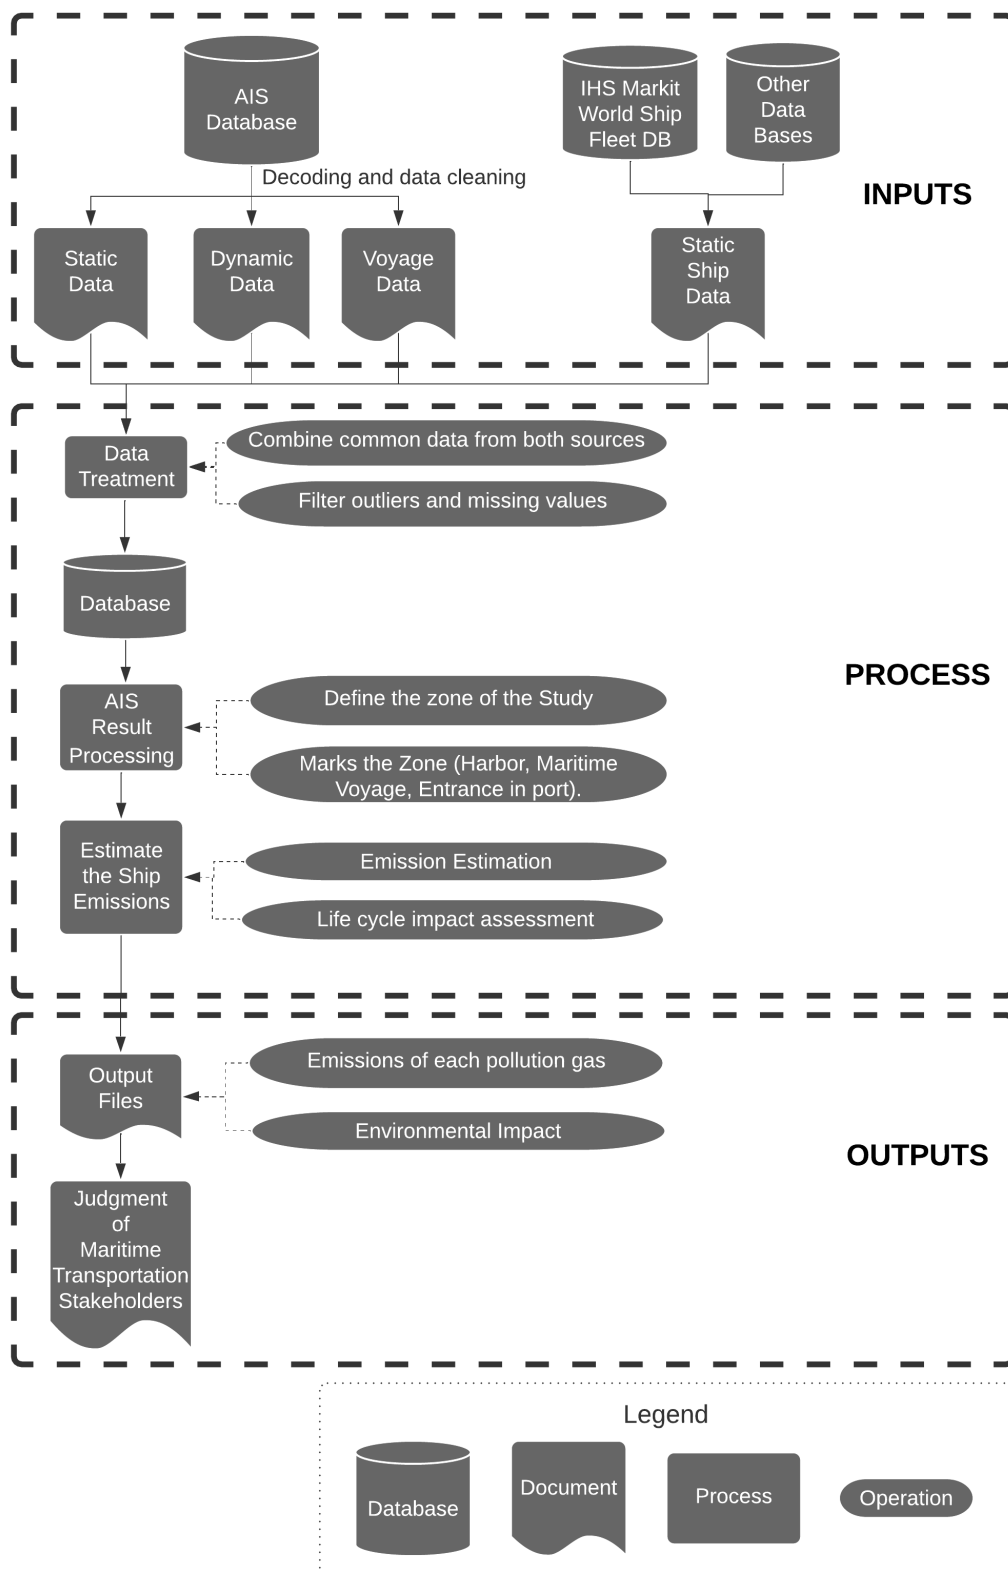 AIS
Database
IHS Markit
World Ship
Fleet DB
Other
Data
Bases
Decoding and data cleaning
INPUTS
Static
Data
Dynamic
Data
Voyage
Data
Static
Ship
Data
Data
Treatment
Combine common data from both sources
Filter outliers and missing values
Database
PROCESS
AIS
Result
Processing
Define the zone of the Study
Marks the Zone (Harbor, Maritime
Voyage, Entrance in port).
Estimate
the Ship
Emissions
Emission Estimation
Life cycle impact assessment
Output
Files
Emissions of each pollution gas
Environmental Impact
OUTPUTS
Judgment
of
Maritime
Transportation
Stakeholders
Legend
Database
Document
Process
Operation